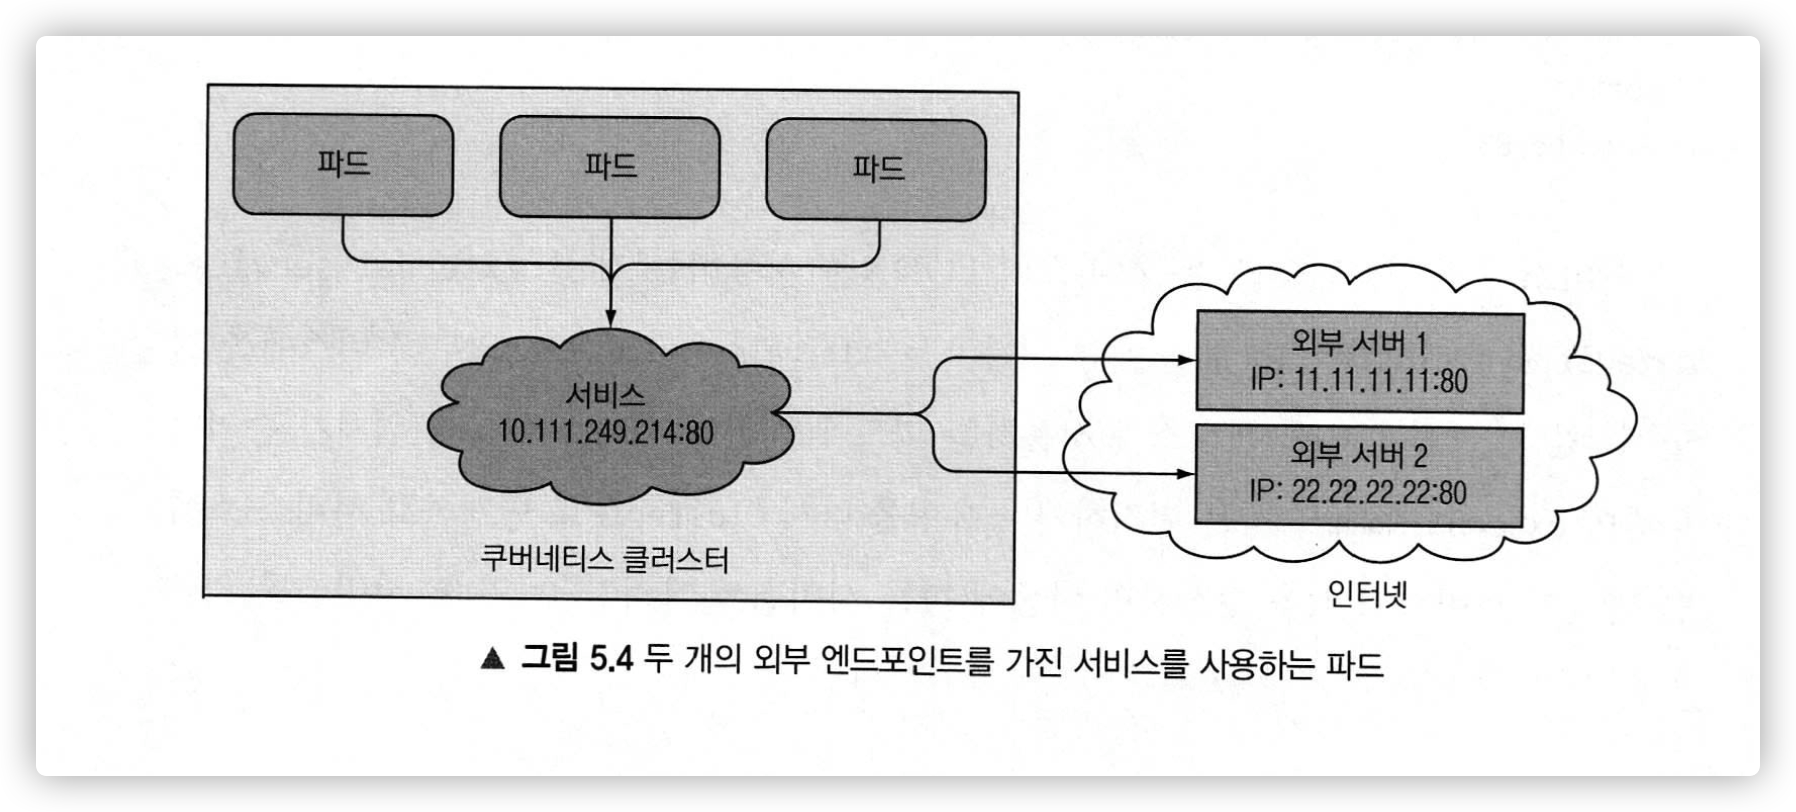 파드
파드
파드
서비스
10.111.249.214:80
쿠버네티스 클러스터
외부 서버 1
IP: 11.11.11.11:80
외부 서버 2
IP: 22.22.22.22:80
인터넷
▲ 그림 5.4 두 개의 외부 엔드포인트를 가진 서비스를 사용하는 파드